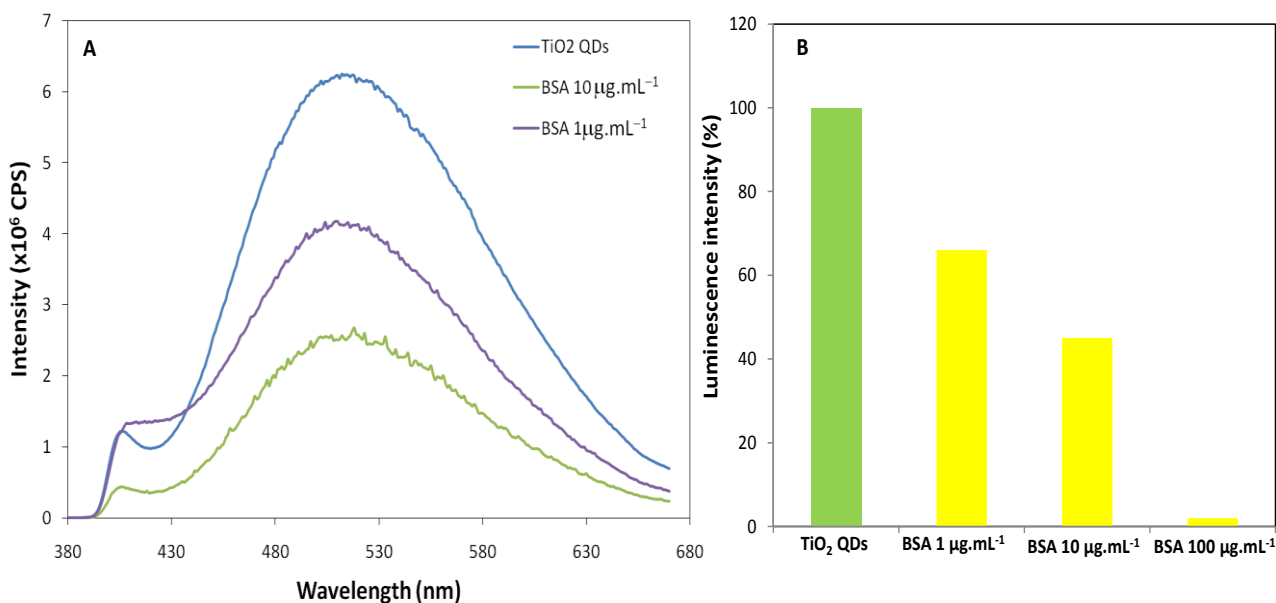 A
TiO2 QDs
BSA 10 µg.mL⁻¹
BSA 1µg.mL⁻¹
Intensity (x10⁶ CPS)
7
6
5
4
3
2
1
0
380 430 480 530 580 630 680
Wavelength (nm)
B
Luminescence intensity (%)
120
100
80
60
40
20
0
TiO₂ QDs BSA 1 µg.mL⁻¹ BSA 10 µg.mL⁻¹ BSA 100 µg.mL⁻¹